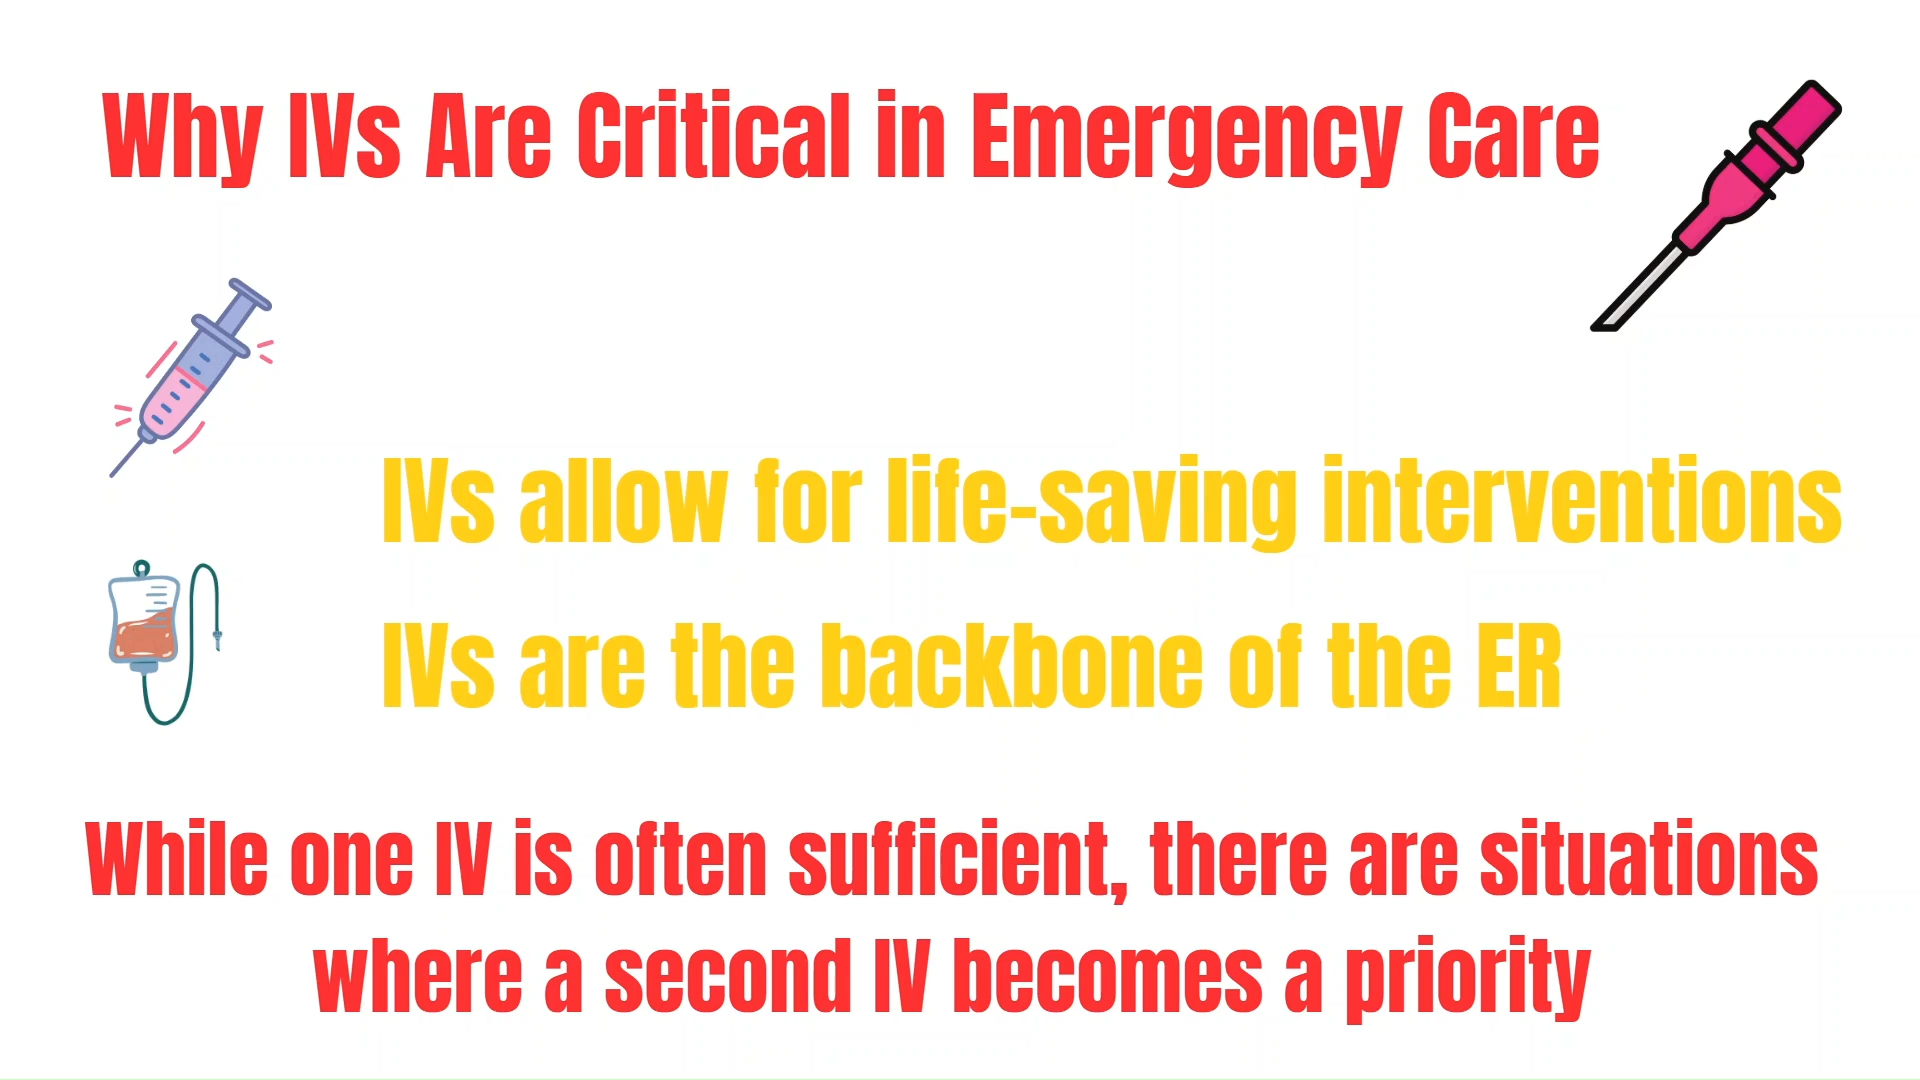 Why IVs Are Critical in Emergency Care
IVs allow for life-saving interventions
IVs are the backbone of the ER
While one IV is often sufficient, there are situations
where a second IV becomes a priority